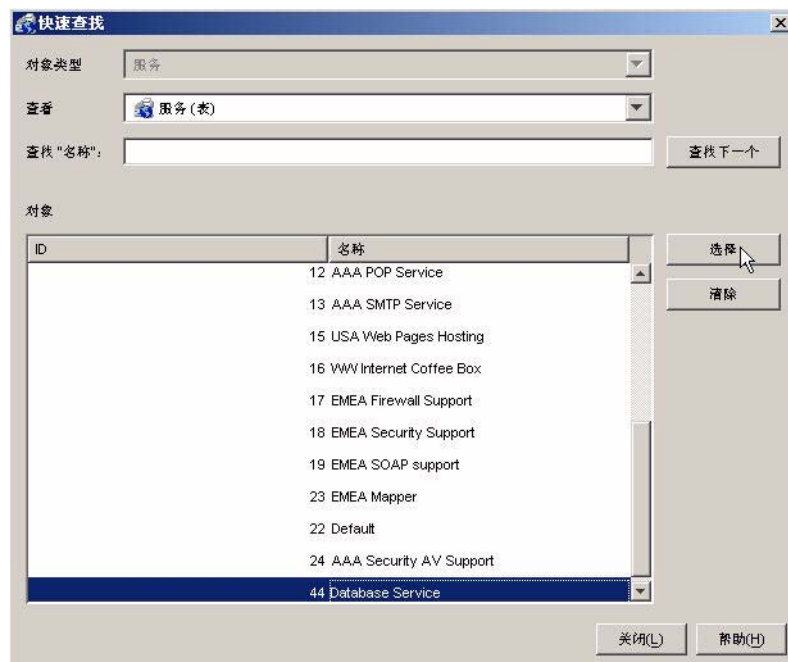 快速查找
对象类型 服务
查看 服务(表)
查找"名称": 查找下一个
对象
ID 名称 选择
清除
12 AAA POP Service
13 AAA SMTP Service
15 USA Web Pages Hosting
16 WW Internet Coffee Box
17 EMEA Firewall Support
18 EMEA Security Support
19 EMEA SOAP support
23 EMEA Mapper
22 Default
24 AAA Security AV Support
44 Database Service
关闭(L) 帮助(H)